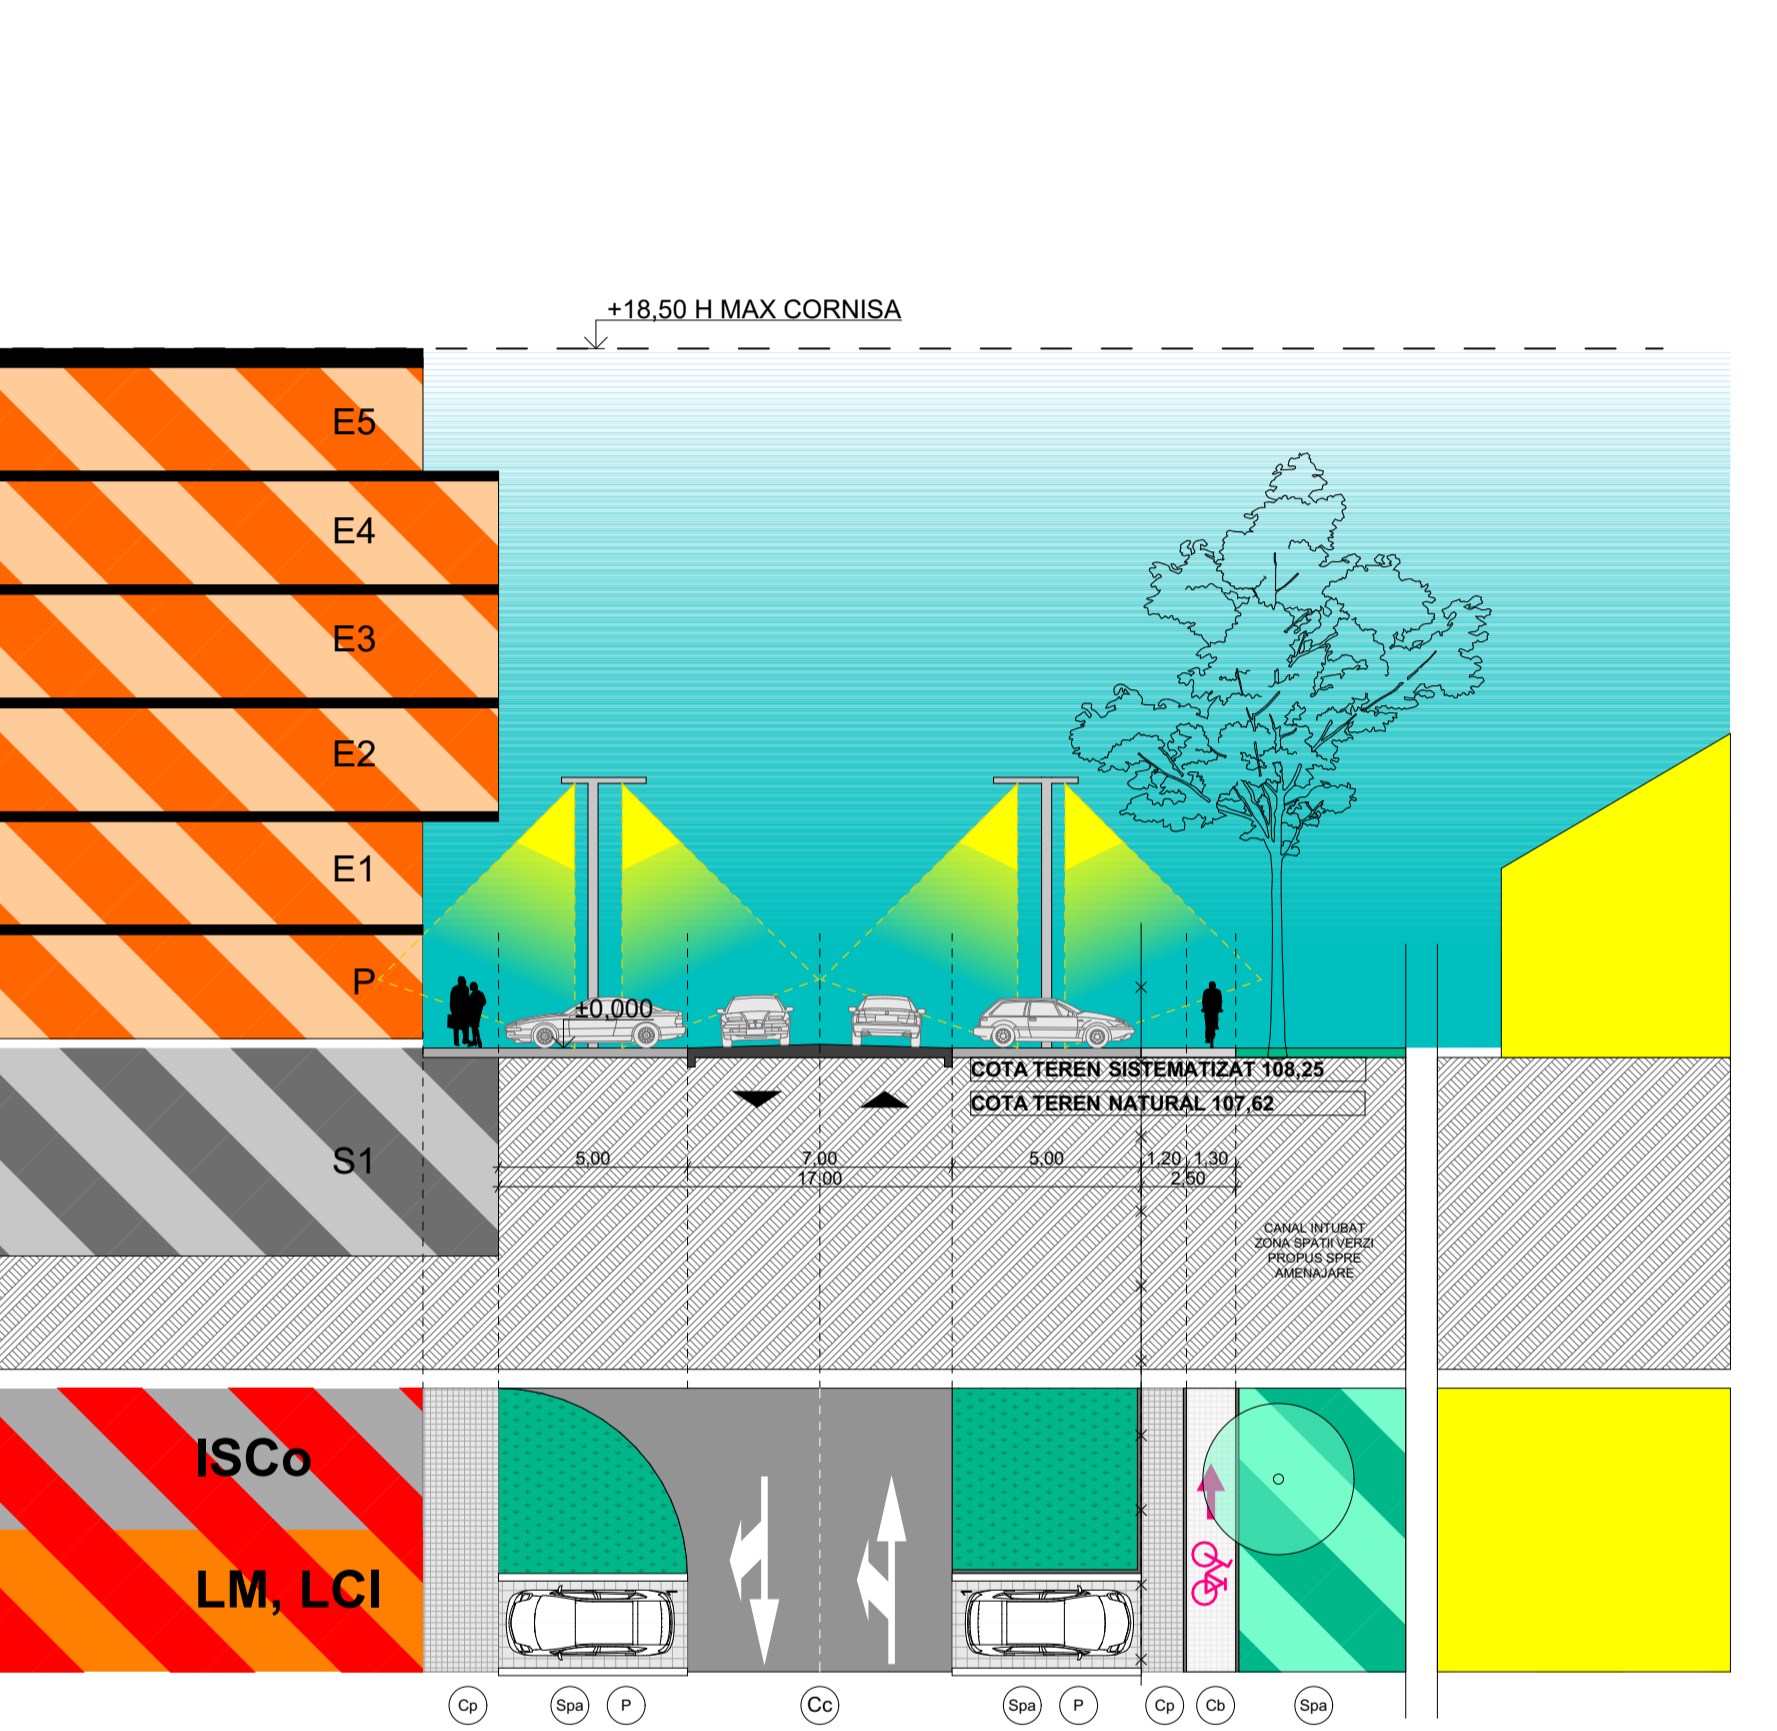 +18,50 H MAX CORNISA
E5
E4
E3
E2
E1
P
±0,000
COTA TEREN SISTEMATIZAT 108,25
COTA TEREN NATURAL 107,62
S1
5,00 7,00 5,00 1,20 1,30
17,00 2,50
CANAL INTUBAT
ZONA SPATII VERZI
PROPUS SPRE
AMENAJARE
ISCo
LM, LCI
Cp Spa P Cc Spa P Cp Cb Spa